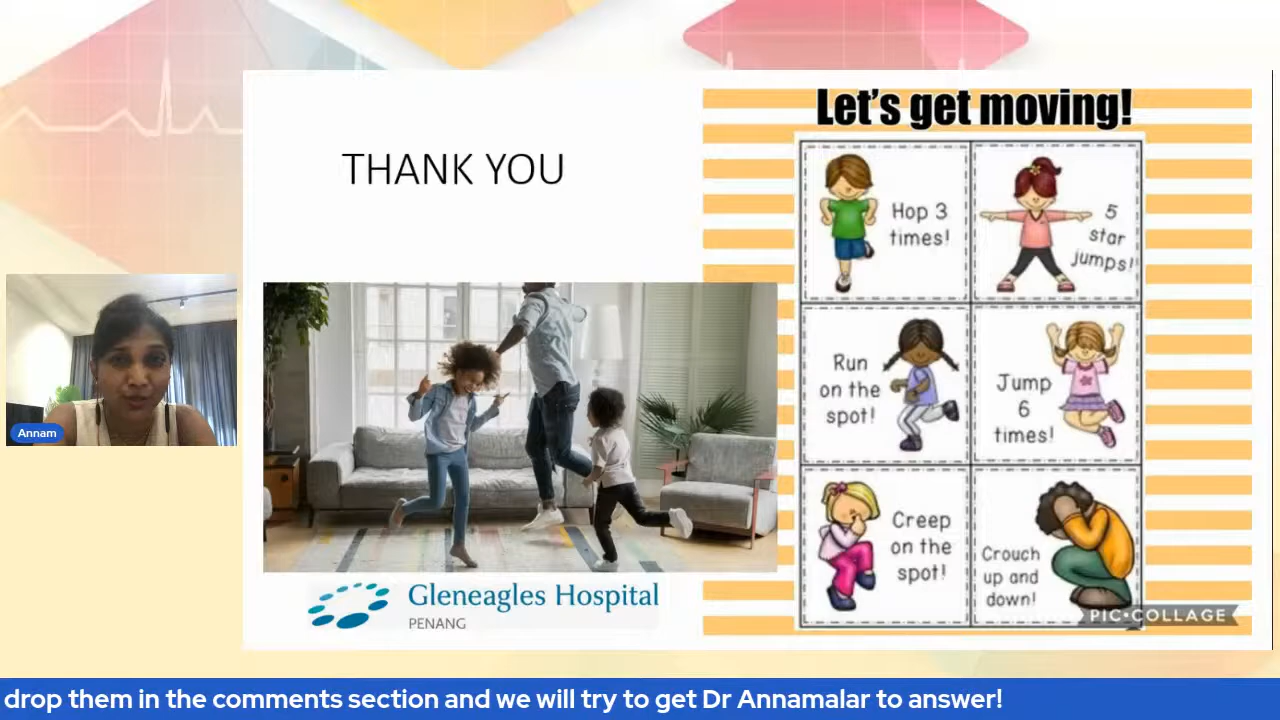 Let's get moving!
THANK YOU
Hop 3
times!
5
star
jumps!
Run
on the
spot!
Jump
6
times!
Creep
on the
spot!
Crouch
up and
down!
PIC•COLLAGE
Annam
Gleneagles Hospital
PENANG
drop them in the comments section and we will try to get Dr Annamalar to answer!